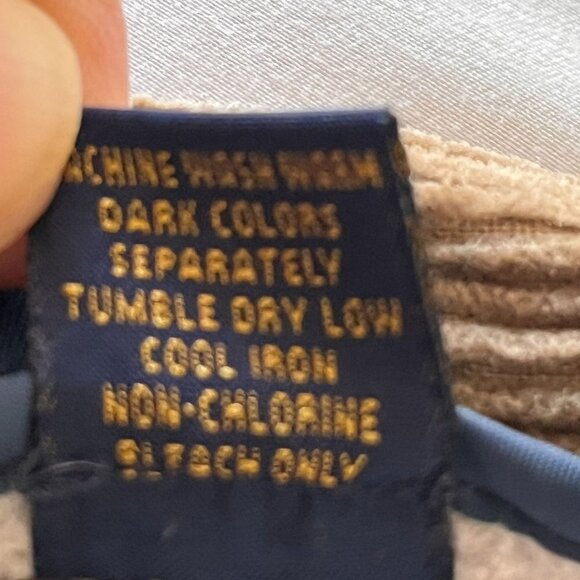 ACHINE WASH WARM
DARK COLORS
SEPARATELY
TUMBLE DRY LOW
COOL IRON
NON-CHLORINE
BLEACH ONLY